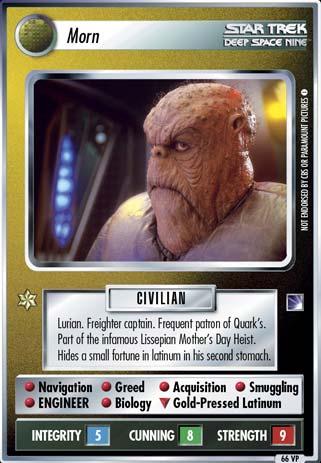 Morn
STAR TREK
DEEP SPACE NINE
NOT ENDORSED BY CBS OR PARAMOUNT PICTURES
CIVILIAN
Lurian. Freighter captain. Frequent patron of Quark's.
Part of the infamous Lissepian Mother's Day Heist.
Hides a small fortune in latinum in his second stomach.
Navigation Greed Acquisition Smuggling
ENGINEER Biology Gold-Pressed Latinum
INTEGRITY 5 CUNNING 8 STRENGTH 9
66 VP